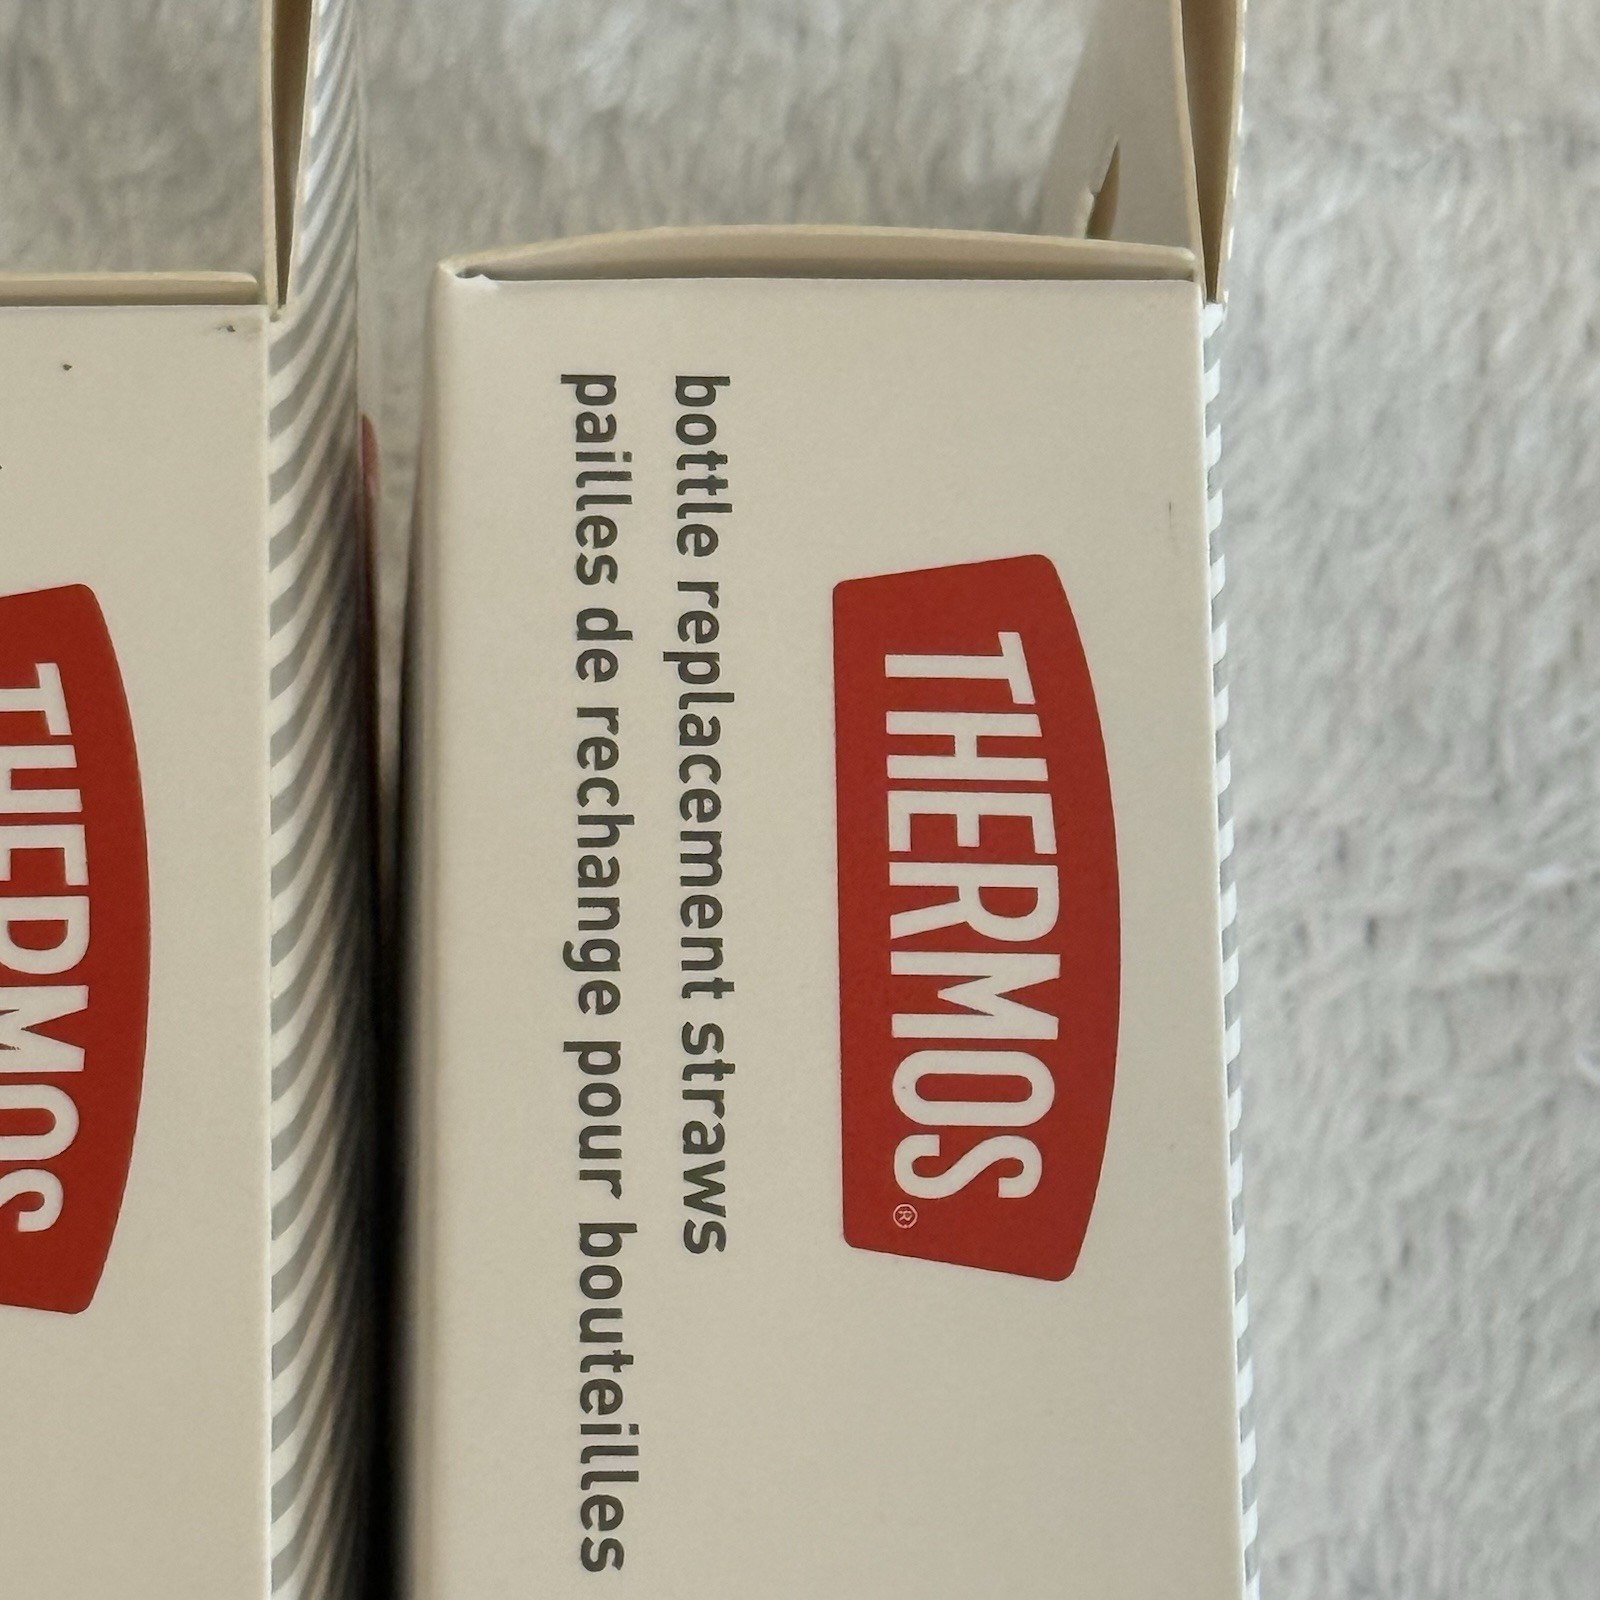 THERMOS
THERMOS®
bottle replacement straws
pailles de rechange pour bouteilles